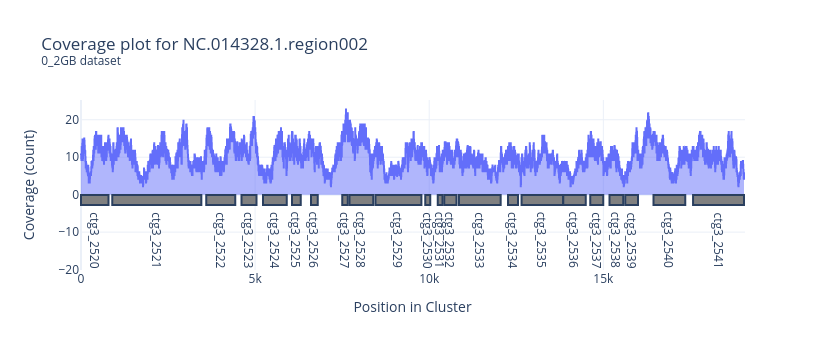 Coverage plot for NC.014328.1.region002
0_2GB dataset
Coverage (count)
20
10
0
−10
−20
ctg3_2520
ctg3_2521
ctg3_2522
ctg3_2523
ctg3_2524
ctg3_2525
ctg3_2526
ctg3_2527
ctg3_2528
ctg3_2529
ctg3_2530
ctg3_2531
ctg3_2532
ctg3_2533
ctg3_2534
ctg3_2535
ctg3_2536
ctg3_2537
ctg3_2538
ctg3_2539
ctg3_2540
ctg3_2541
0
5k
10k
15k
Position in Cluster